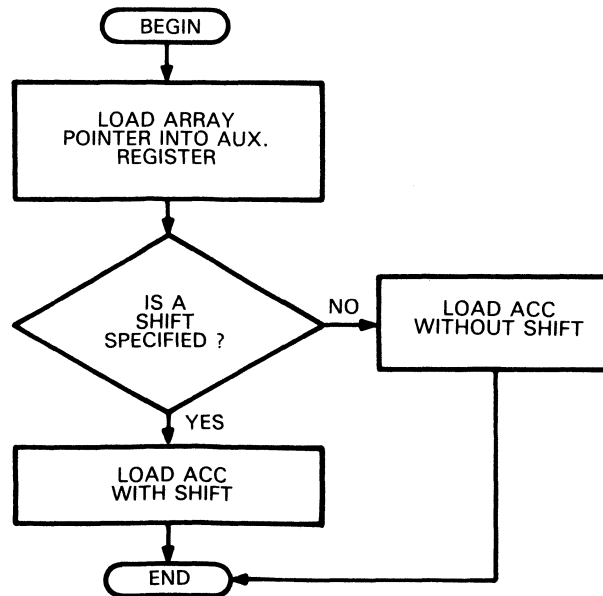 BEGIN
LOAD ARRAY
POINTER INTO AUX.
REGISTER
IS A
SHIFT
SPECIFIED ?
NO
LOAD ACC
WITHOUT SHIFT
YES
LOAD ACC
WITH SHIFT
END